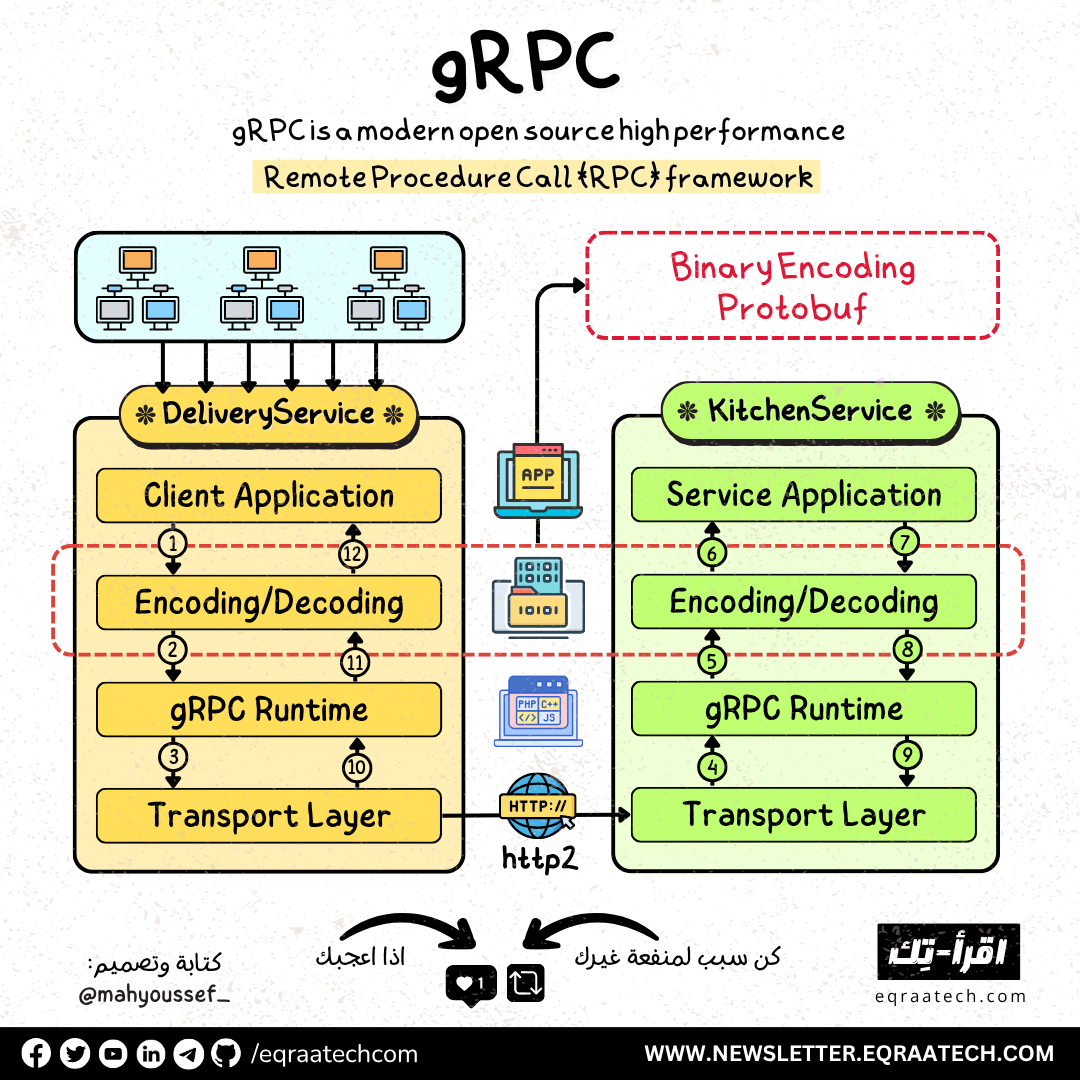 gRPC
gRPC is a modern open source high performance
Remote Procedure Call (RPC) framework
Binary Encoding
Protobuf
DeliveryService
KitchenService
Client Application
APP
Service Application
1
12
6
7
Encoding/Decoding
10101
Encoding/Decoding
2
11
5
8
gRPC Runtime
PHP C++
</> JS
gRPC Runtime
3
10
4
9
Transport Layer
HTTP://
Transport Layer
http2
كتابة وتصميم:
@mahyoussef_
اذا اعجبك
1
كن سبب لمنفعة غيرك
اقرأ-تِك
eqraatech.com
/eqraatechcom
WWW.NEWSLETTER.EQRAATECH.COM